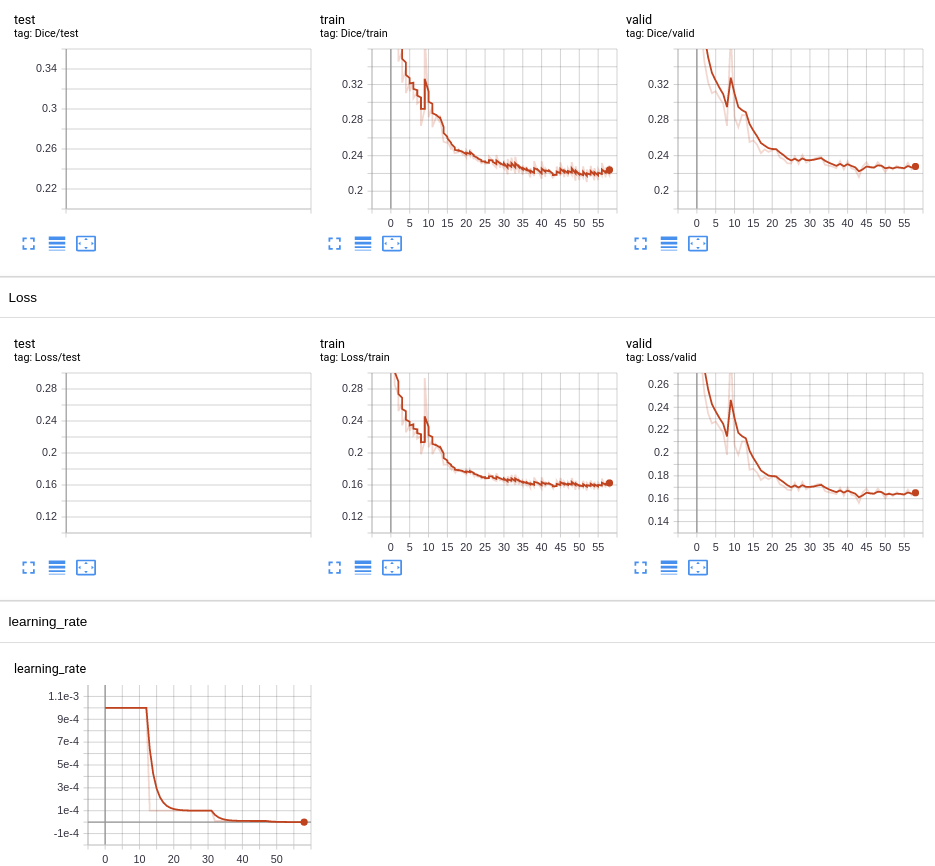 test
tag: Dice/test
0.34
0.3
0.26
0.22
train
tag: Dice/train
0.32
0.28
0.24
0.2
0 5 10 15 20 25 30 35 40 45 50 55
valid
tag: Dice/valid
0.32
0.28
0.24
0.2
0 5 10 15 20 25 30 35 40 45 50 55
Loss
test
tag: Loss/test
0.28
0.24
0.2
0.16
0.12
train
tag: Loss/train
0.28
0.24
0.2
0.16
0.12
0 5 10 15 20 25 30 35 40 45 50 55
valid
tag: Loss/valid
0.26
0.24
0.22
0.2
0.18
0.16
0.14
0 5 10 15 20 25 30 35 40 45 50 55
learning_rate
learning_rate
1.1e-3
9e-4
7e-4
5e-4
3e-4
1e-4
-1e-4
0 10 20 30 40 50